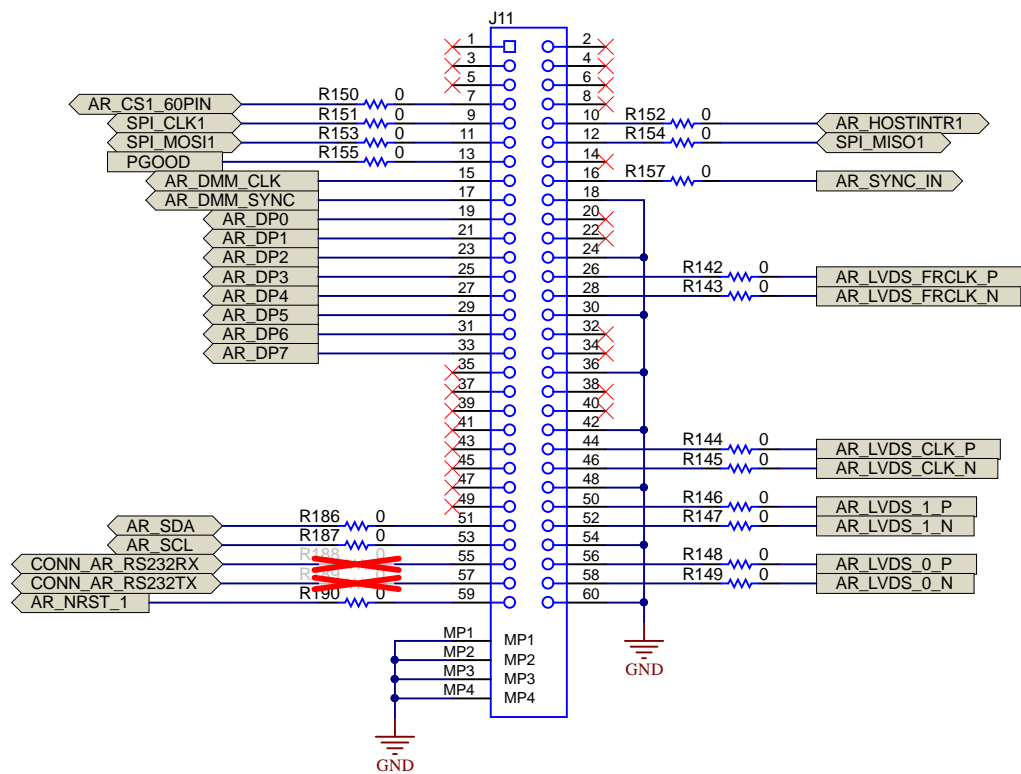 J11
1 2
3 4
5 6
AR_CS1_60PIN R150 0 7 8
SPI_CLK1 R151 0 9 10 R152 0 AR_HOSTINTR1
SPI_MOSI1 R153 0 11 12 R154 0 SPI_MISO1
PGOOD R155 0 13 14
AR_DMM_CLK 15 16 R157 0 AR_SYNC_IN
AR_DMM_SYNC 17 18
AR_DP0 19 20
AR_DP1 21 22
AR_DP2 23 24
AR_DP3 25 26 R142 0 AR_LVDS_FRCLK_P
AR_DP4 27 28 R143 0 AR_LVDS_FRCLK_N
AR_DP5 29 30
AR_DP6 31 32
AR_DP7 33 34
35 36
37 38
39 40
41 42
43 44 R144 0 AR_LVDS_CLK_P
45 46 R145 0 AR_LVDS_CLK_N
47 48
49 50 R146 0 AR_LVDS_1_P
AR_SDA R186 0 51 52 R147 0 AR_LVDS_1_N
AR_SCL R187 0 53 54
CONN_AR_RS232RX R188 0 55 56 R148 0 AR_LVDS_0_P
CONN_AR_RS232TX 57 58 R149 0 AR_LVDS_0_N
AR_NRST_1 R190 0 59 60
MP1 MP1
MP2 MP2
MP3 MP3
MP4 MP4
GND
GND